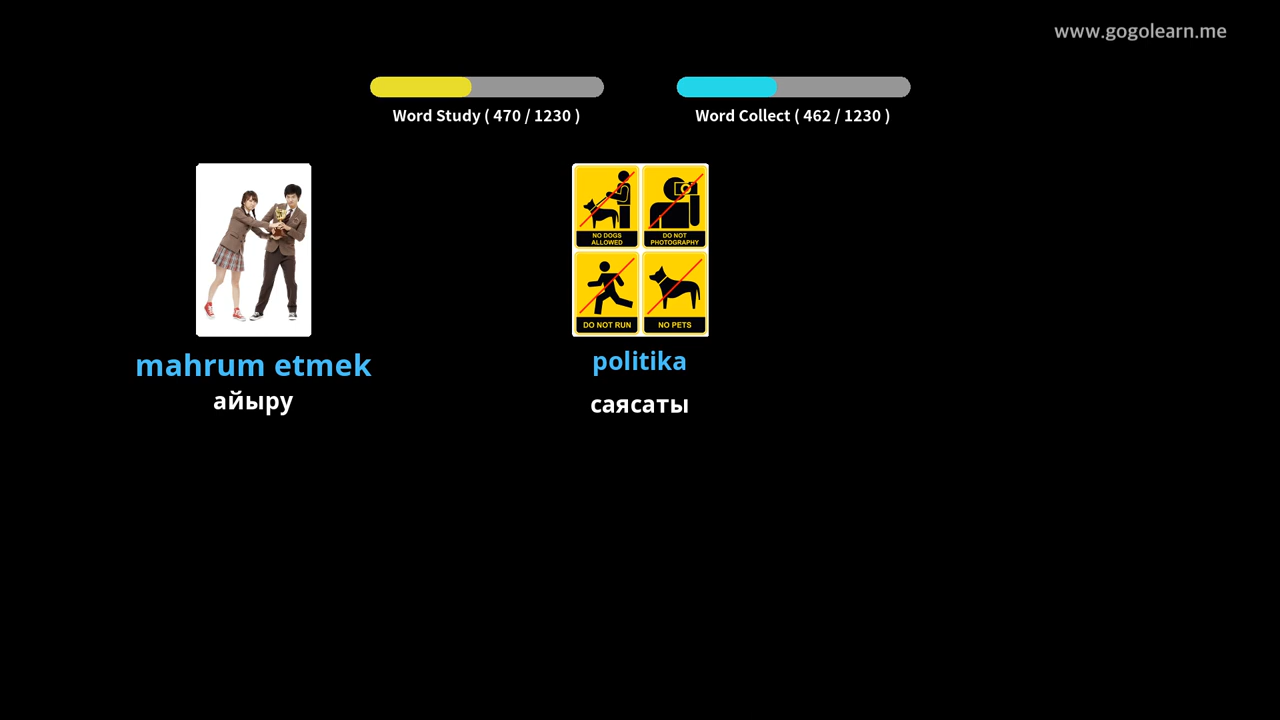 www.gogolearn.me
Word Study ( 470 / 1230 )
Word Collect ( 462 / 1230 )
NO DOGS
ALLOWED
DO NOT
PHOTOGRAPHY
DO NOT RUN
NO PETS
mahrum etmek
айыру
politika
саясаты